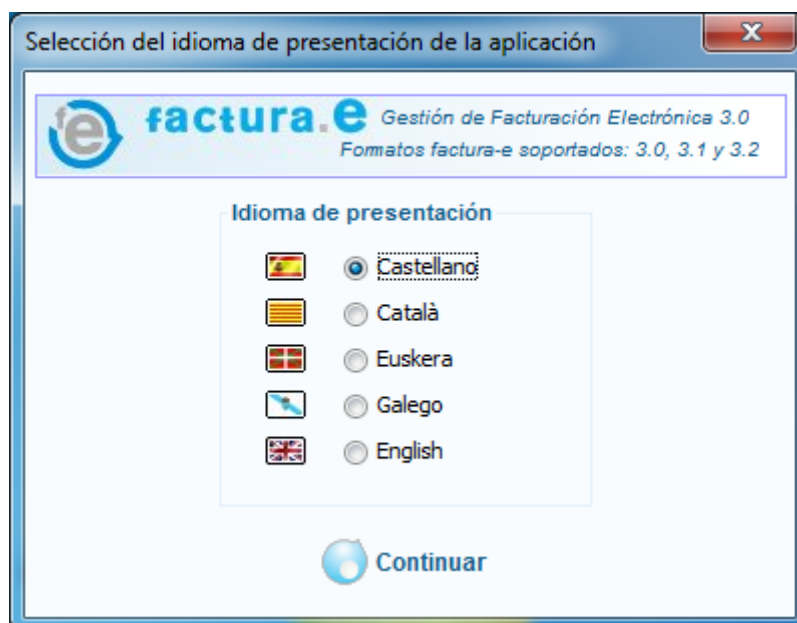 Selección del idioma de presentación de la aplicación
factura.e Gestión de Facturación Electrónica 3.0
Formatos factura-e soportados: 3.0, 3.1 y 3.2
Idioma de presentación
Castellano
Català
Euskera
Galego
English
Continuar